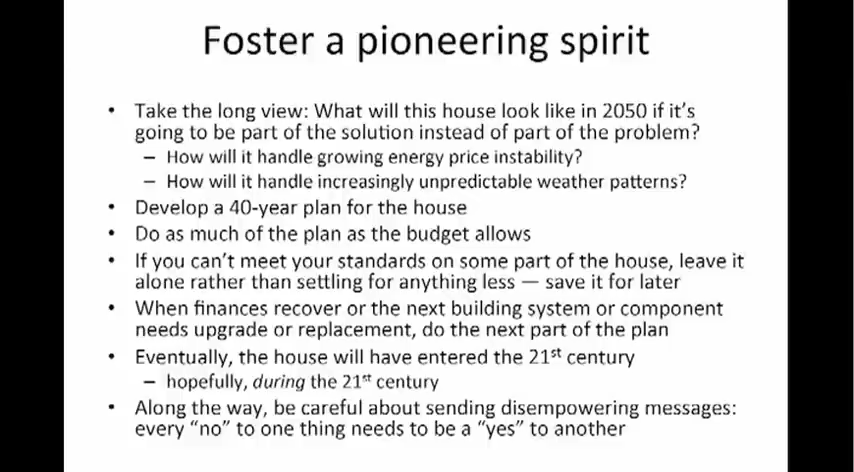 Foster a pioneering spirit
• Take the long view: What will this house look like in 2050 if it's
going to be part of the solution instead of part of the problem?
– How will it handle growing energy price instability?
– How will it handle increasingly unpredictable weather patterns?
• Develop a 40-year plan for the house
• Do as much of the plan as the budget allows
• If you can't meet your standards on some part of the house, leave it
alone rather than settling for anything less — save it for later
• When finances recover or the next building system or component
needs upgrade or replacement, do the next part of the plan
• Eventually, the house will have entered the 21st century
– hopefully, during the 21st century
• Along the way, be careful about sending disempowering messages:
every "no" to one thing needs to be a "yes" to another